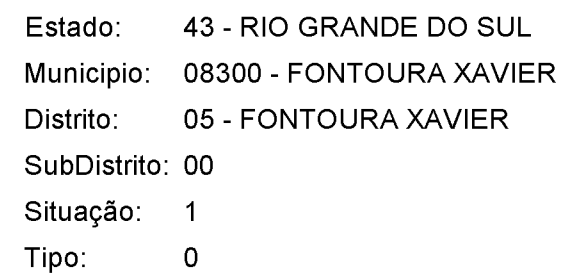 Estado: 43 - RIO GRANDE DO SUL
Municipio: 08300 - FONTOURA XAVIER
Distrito: 05 - FONTOURA XAVIER
SubDistrito: 00
Situação: 1
Tipo: 0